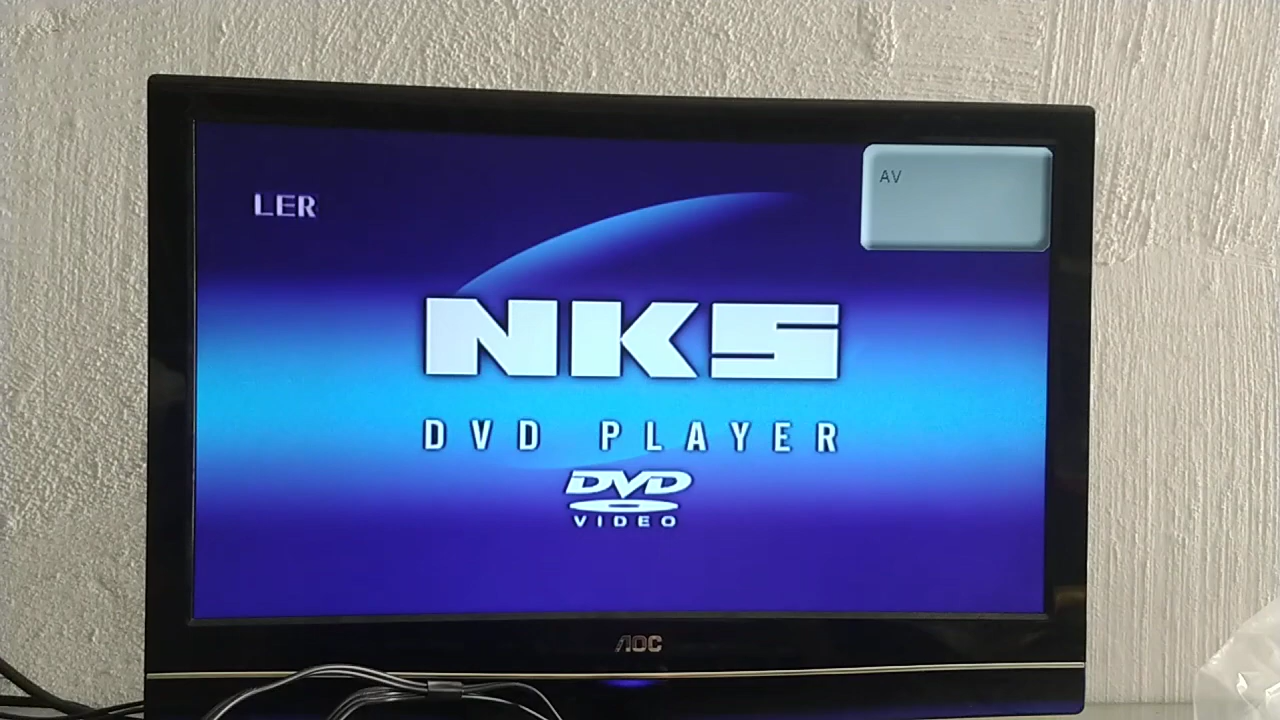 LER
AV
NKS
DVD PLAYER
DVD
VIDEO
AOC